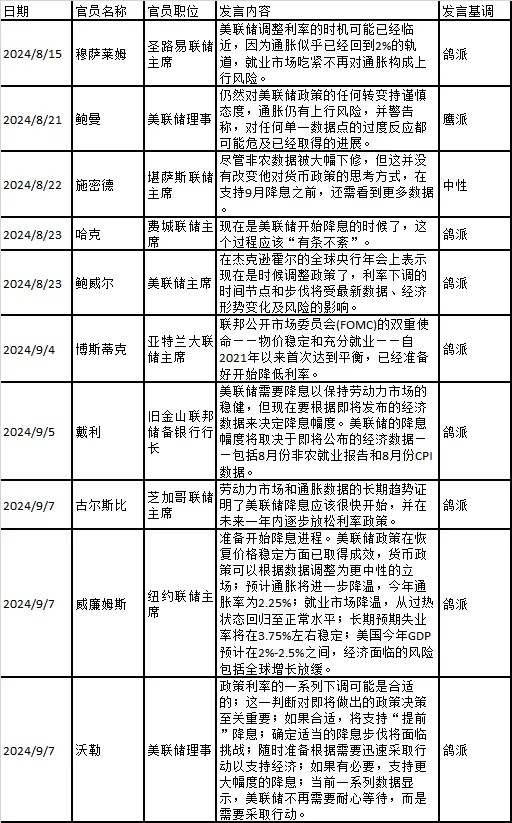 日期 官员名称 官员职位 发言内容 发言基调
2024/8/15 穆萨莱姆 圣路易联储主席 美联储调整利率的时机可能已经临
近，因为通胀似乎已经回到2%的轨
道，就业市场吃紧不再对通胀构成上
行风险。 鸽派
2024/8/21 鲍曼 美联储理事 仍然对美联储政策的任何转变持谨慎
态度，通胀仍有上行风险，并警告
称，对任何单一数据点的过度反应都
可能危及已经取得的进展。 鹰派
2024/8/22 施密德 堪萨斯联储主席 尽管非农数据被大幅下修，但这并没
有改变他对货币政策的思考方式，在
支持9月降息之前，还需看到更多数据。 中性
2024/8/23 哈克 费城联储主席 现在是美联储开始降息的时候了，这
个过程应该“有条不紊”。 鸽派
2024/8/23 鲍威尔 美联储主席 在杰克逊霍尔的全球央行年会上表示
现在是时候调整政策了，利率下调的
时间节点和步伐将受最新数据、经济
形势变化及风险的影响。 鸽派
2024/9/4 博斯蒂克 亚特兰大联储主席 联邦公开市场委员会(FOMC)的双重使
命——物价稳定和充分就业——自
2021年以来首次达到平衡，已经准备
好开始降低利率。 鸽派
2024/9/5 戴利 旧金山联邦储备银行行长 美联储需要降息以保持劳动力市场的
稳健，但现在要根据即将发布的经济
数据来决定降息幅度。美联储的降息
幅度将取决于即将公布的经济数据—
—包括8月份非农就业报告和8月份CPI
数据。 鸽派
2024/9/7 古尔斯比 芝加哥联储主席 劳动力市场和通胀数据的长期趋势证
明了美联储降息应该很快开始，并在
未来一年内逐步放松利率政策。 鸽派
2024/9/7 威廉姆斯 纽约联储主席 准备开始降息进程。美联储政策在恢
复价格稳定方面已取得成效，货币政
策可以根据数据调整为更中性的立
场；预计通胀将进一步降温，今年通
胀率为2.25%；就业市场降温，从过热
状态回归至正常水平；长期预期失业
率将在3.75%左右稳定；美国今年GDP
预计在2%-2.5%之间，经济面临的风险
包括全球增长放缓。 鸽派
2024/9/7 沃勒 美联储理事 政策利率的一系列下调可能是合适
的；这一判断对即将做出的政策决策
至关重要；如果合适，将支持“提前
”降息；确定适当的降息步伐将面临
挑战；随时准备根据需要迅速采取行
动以支持经济；如果有必要，支持更
大幅度的降息；当前一系列数据显
示，美联储不再需要耐心等待，而是
需要采取行动。 鸽派